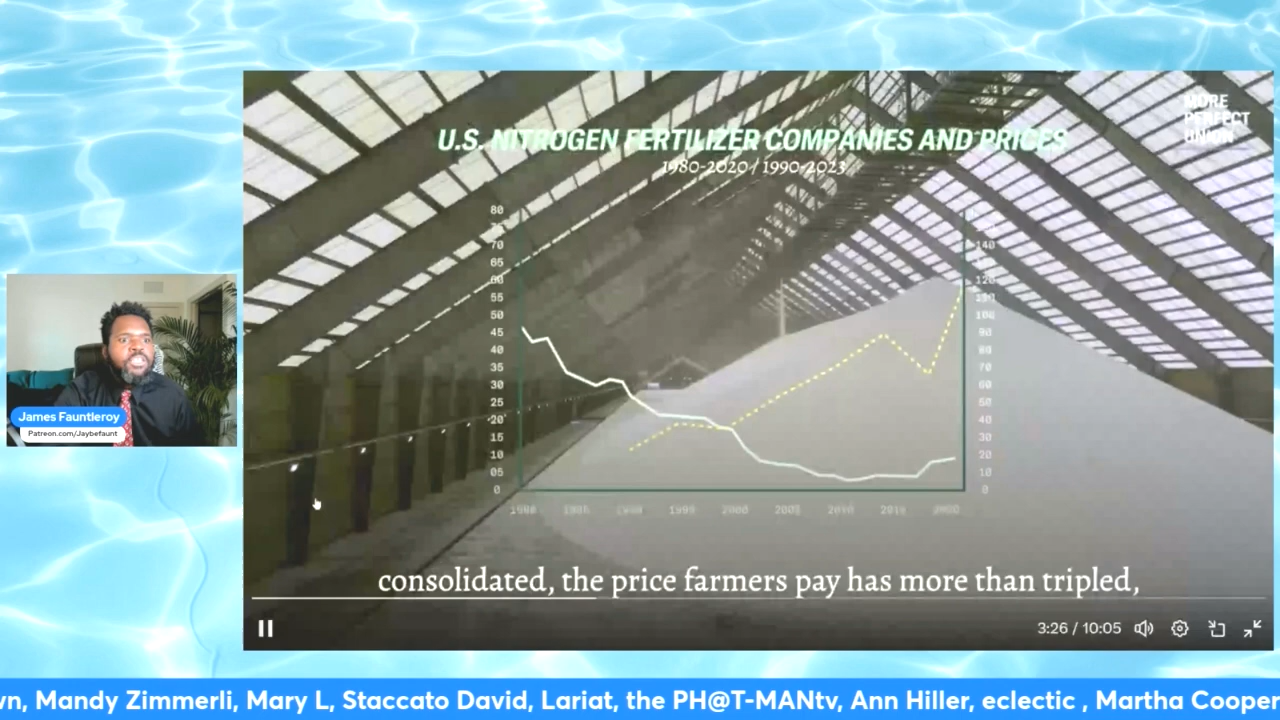 MORE
PERFECT
UNION
U.S. NITROGEN FERTILIZER COMPANIES AND PRICES
1980-2020 / 1990-2023
80
70
65
60
55
50
45
40
35
30
25
20
15
10
05
0
140
120
110
100
90
80
70
60
50
40
30
20
10
0
1980 1985 1990 1995 2000 2005 2010 2015 2020
consolidated, the price farmers pay has more than tripled,
3:26 / 10:05
James Fauntleroy
Patreon.com/Jaybefaunt
vn, Mandy Zimmerli, Mary L, Staccato David, Lariat, the PH@T-MANtv, Ann Hiller, eclectic , Martha Cooper